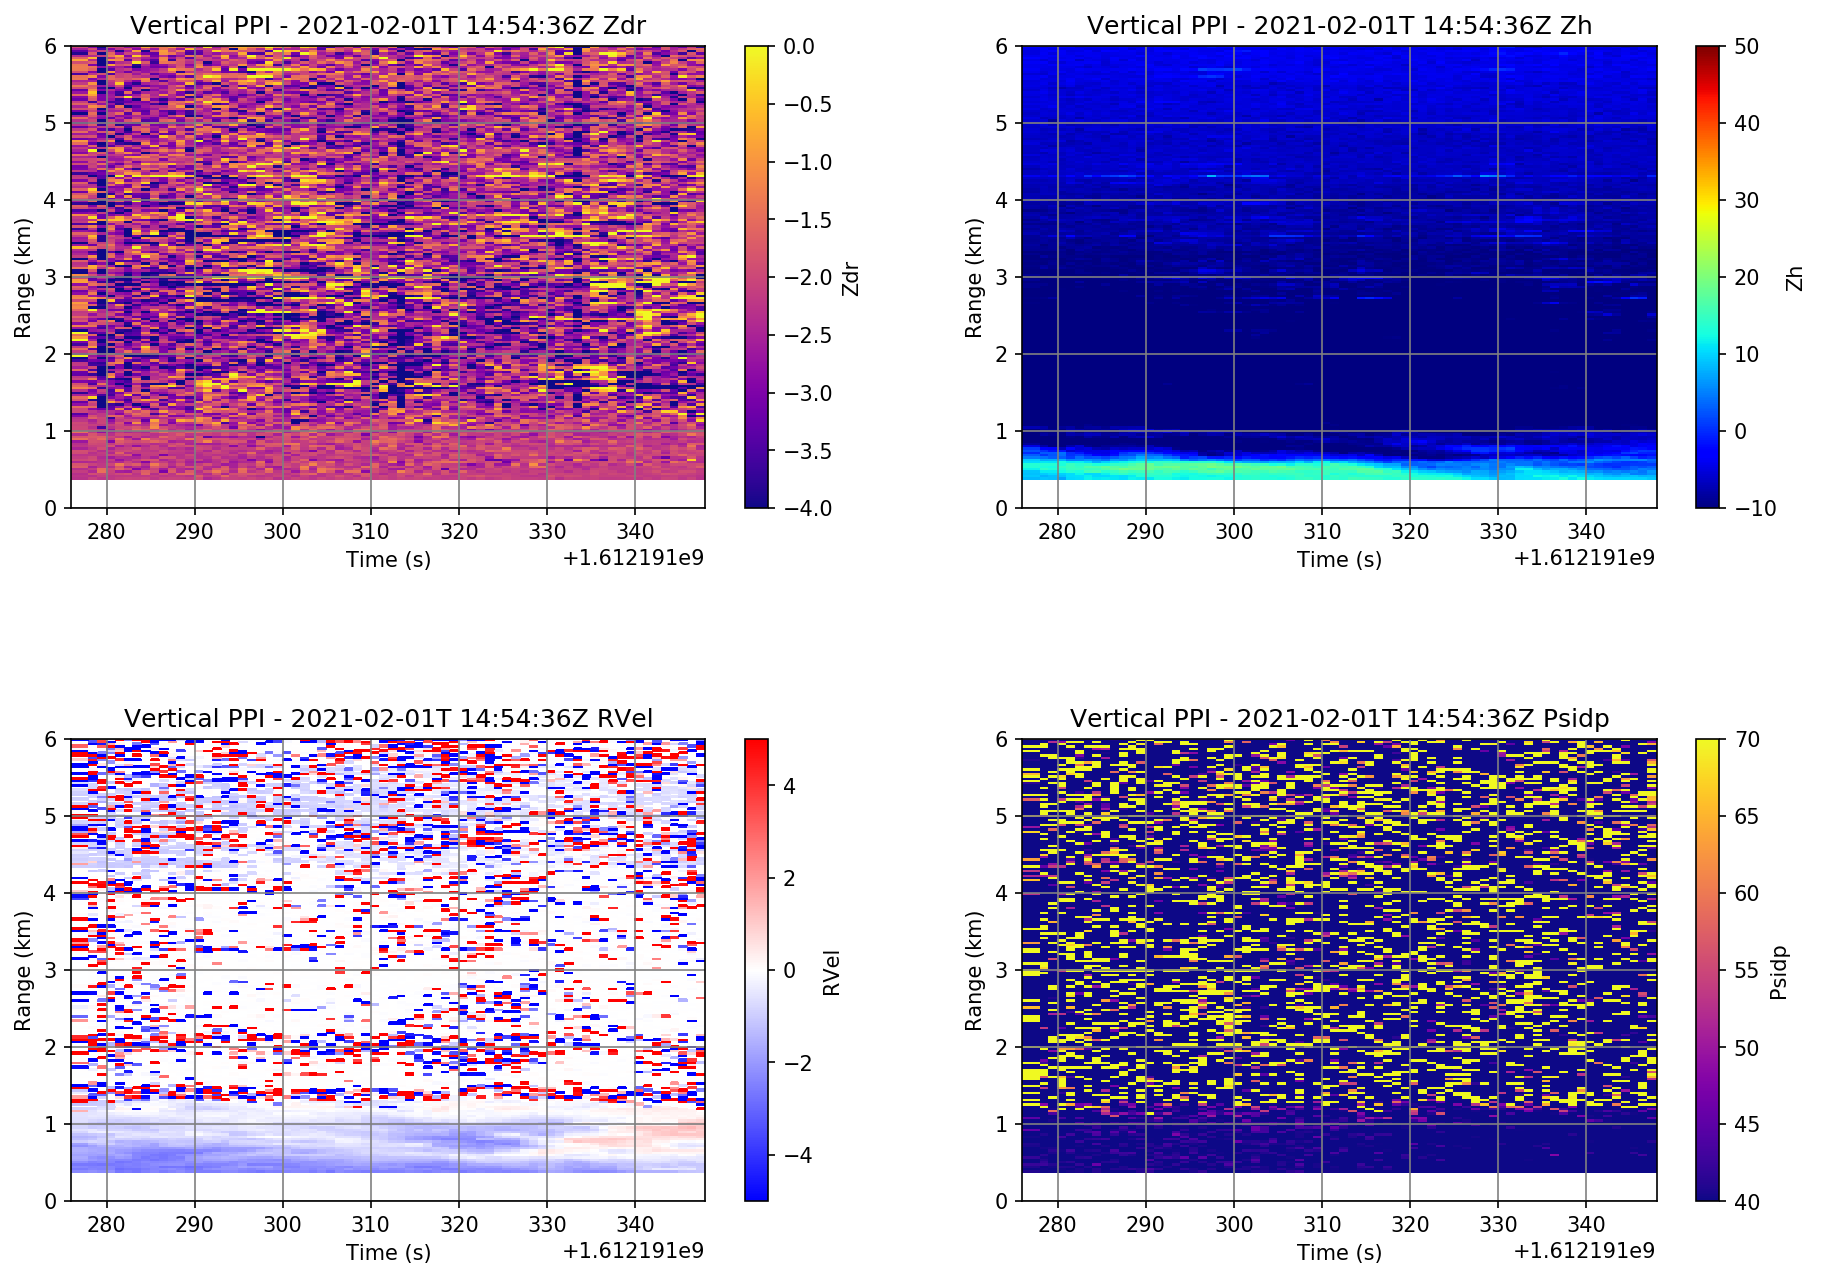 Vertical PPI - 2021-02-01T 14:54:36Z Zdr
6
5
4
3
2
1
0
Range (km)
280 290 300 310 320 330 340
Time (s)
+1.612191e9
0.0
−0.5
−1.0
−1.5
−2.0
−2.5
−3.0
−3.5
−4.0
Zdr
Vertical PPI - 2021-02-01T 14:54:36Z Zh
6
5
4
3
2
1
0
Range (km)
280 290 300 310 320 330 340
Time (s)
+1.612191e9
50
40
30
20
10
0
−10
Zh
Vertical PPI - 2021-02-01T 14:54:36Z RVel
6
5
4
3
2
1
0
Range (km)
280 290 300 310 320 330 340
Time (s)
+1.612191e9
4
2
0
−2
−4
RVel
Vertical PPI - 2021-02-01T 14:54:36Z Psidp
6
5
4
3
2
1
0
Range (km)
280 290 300 310 320 330 340
Time (s)
+1.612191e9
70
65
60
55
50
45
40
Psidp